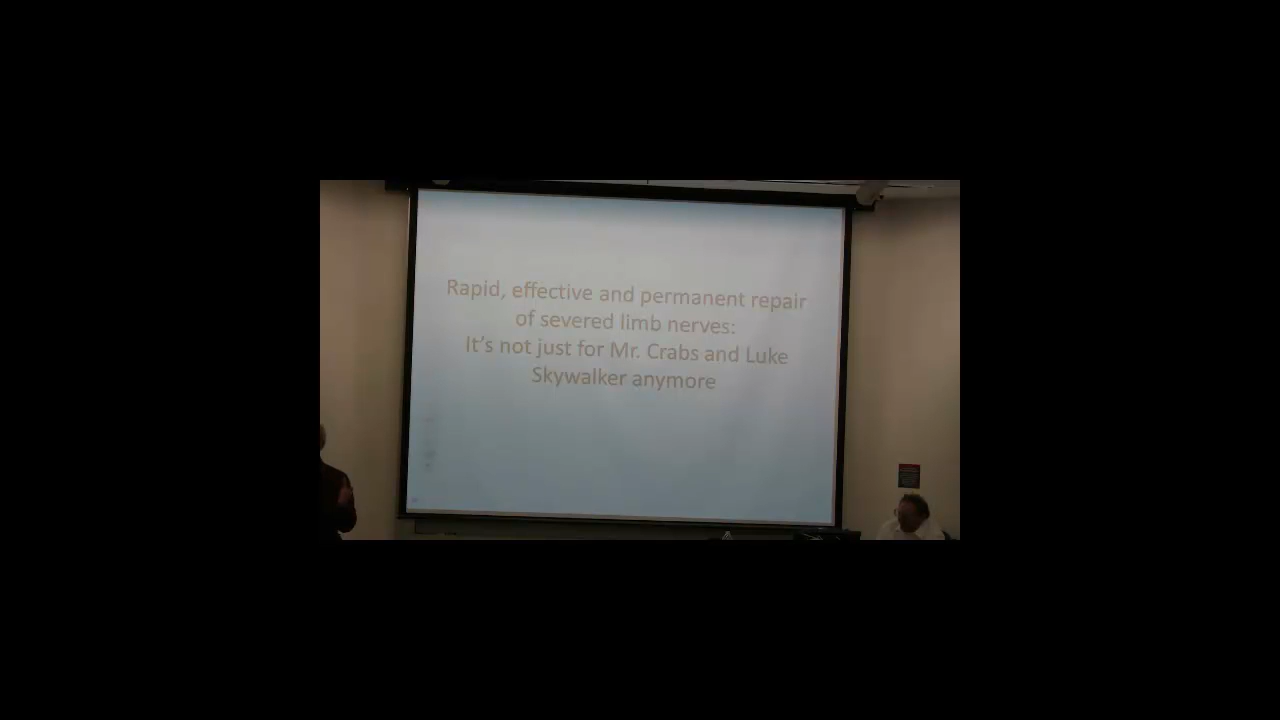 Rapid, effective and permanent repair
of severed limb nerves:
It's not just for Mr. Crabs and Luke
Skywalker anymore